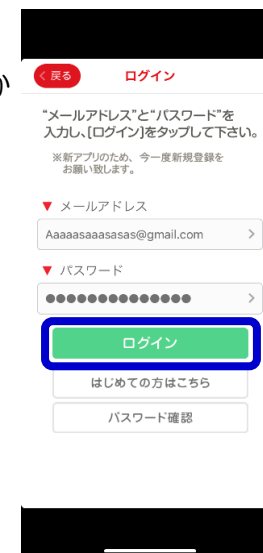 か
< 戻る
ログイン
“メールアドレス”と“パスワード”を
入力し、[ログイン]をタップして下さい。
※新アプリのため、今一度新規登録を
お願い致します。
▼ メールアドレス
Aaaaasaaasasas@gmail.com >
▼ パスワード
●●●●●●●●●●●●●● >
ログイン
はじめての方はこちら
パスワード確認